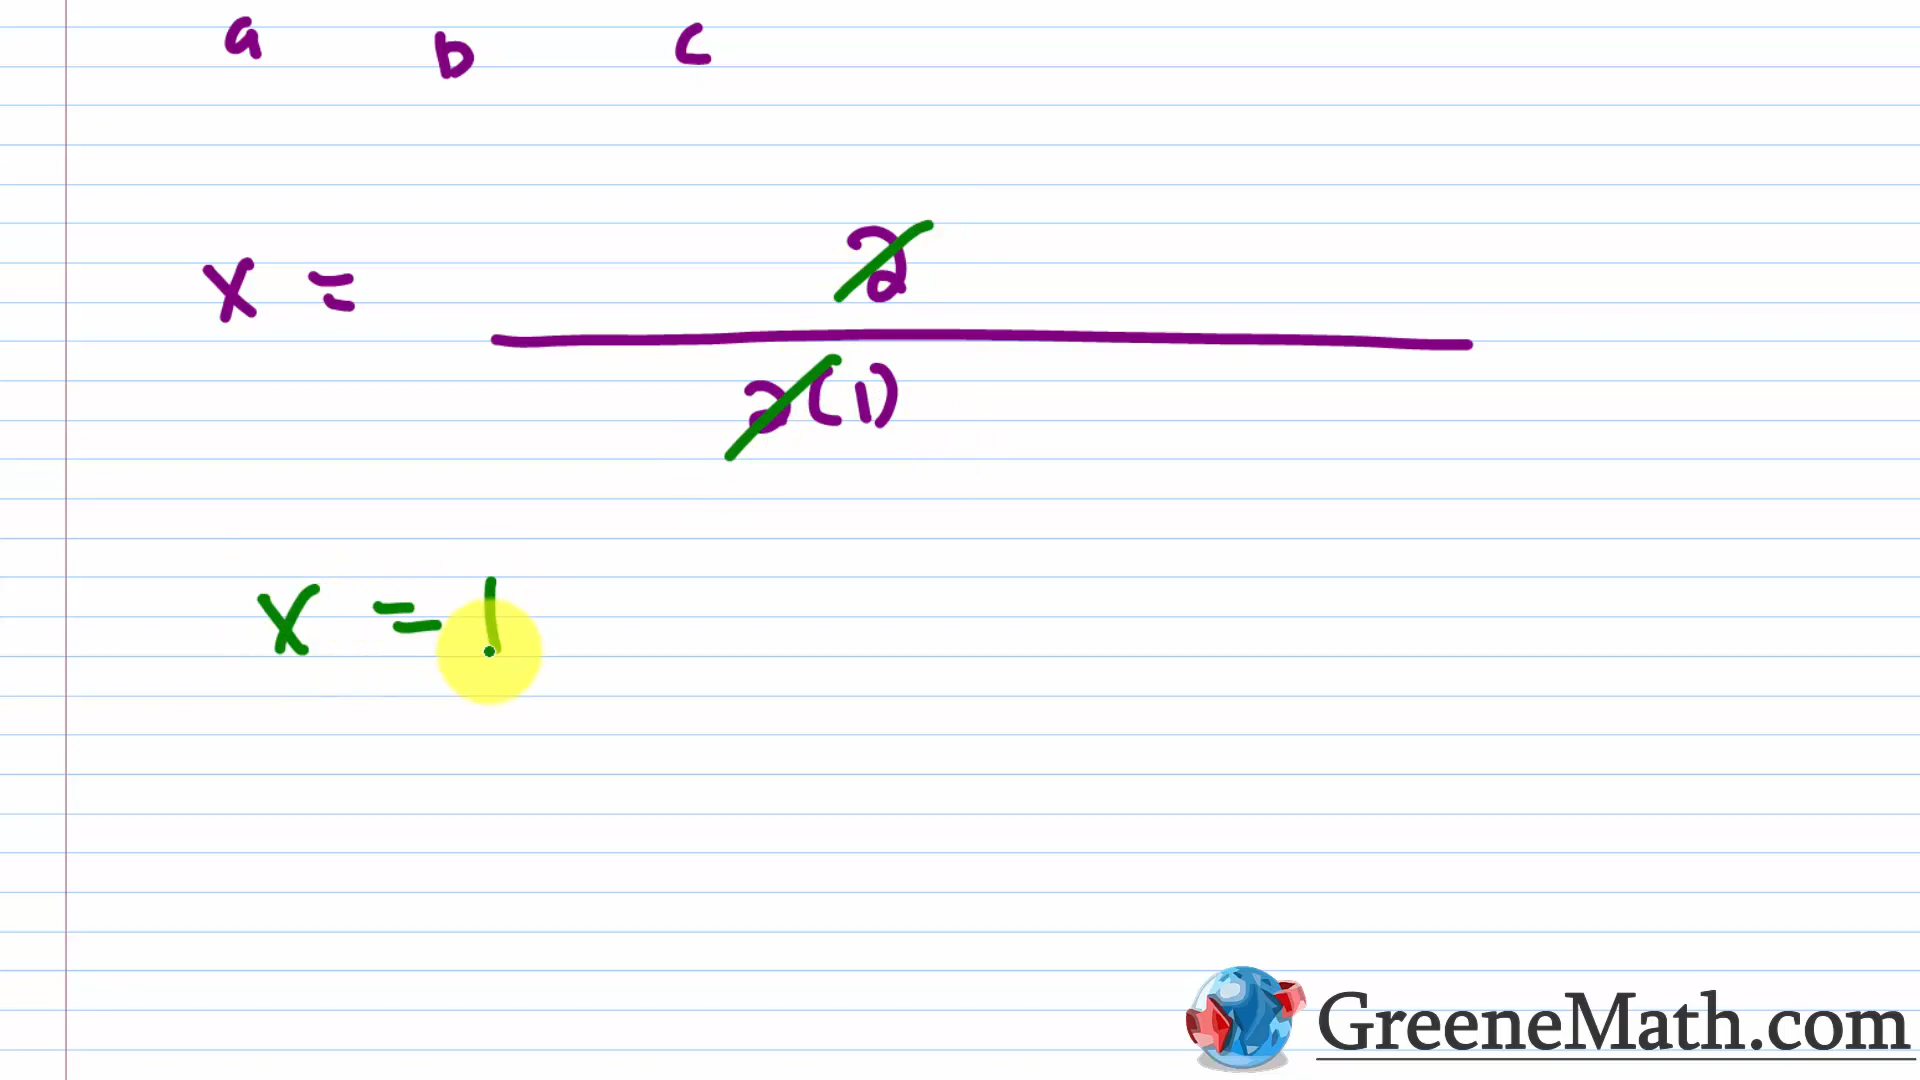 a b c
2
x =
2(1)
x = 1
GreeneMath.com